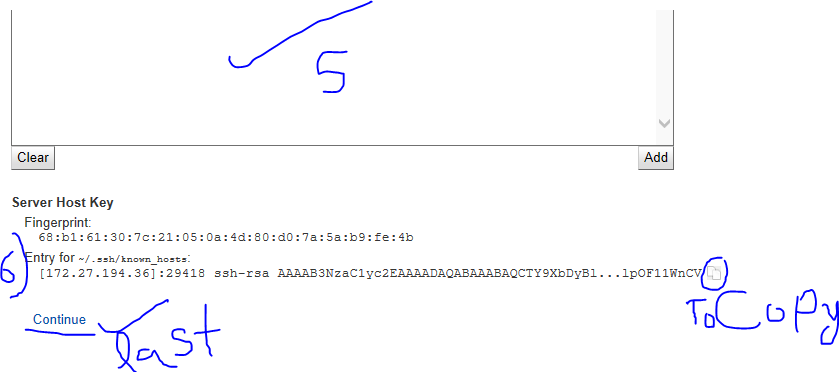 5
Clear Add
Server Host Key
Fingerprint:
68:b1:61:30:7c:21:05:0a:4d:80:d0:7a:5a:b9:fe:4b
6) Entry for ~/.ssh/known_hosts:
[172.27.194.36]:29418 ssh-rsa AAAAB3NzaC1yc2EAAAADAQABAAABAQCTY9XbDyBl...lpOF11WnCV
To Copy
Continue last